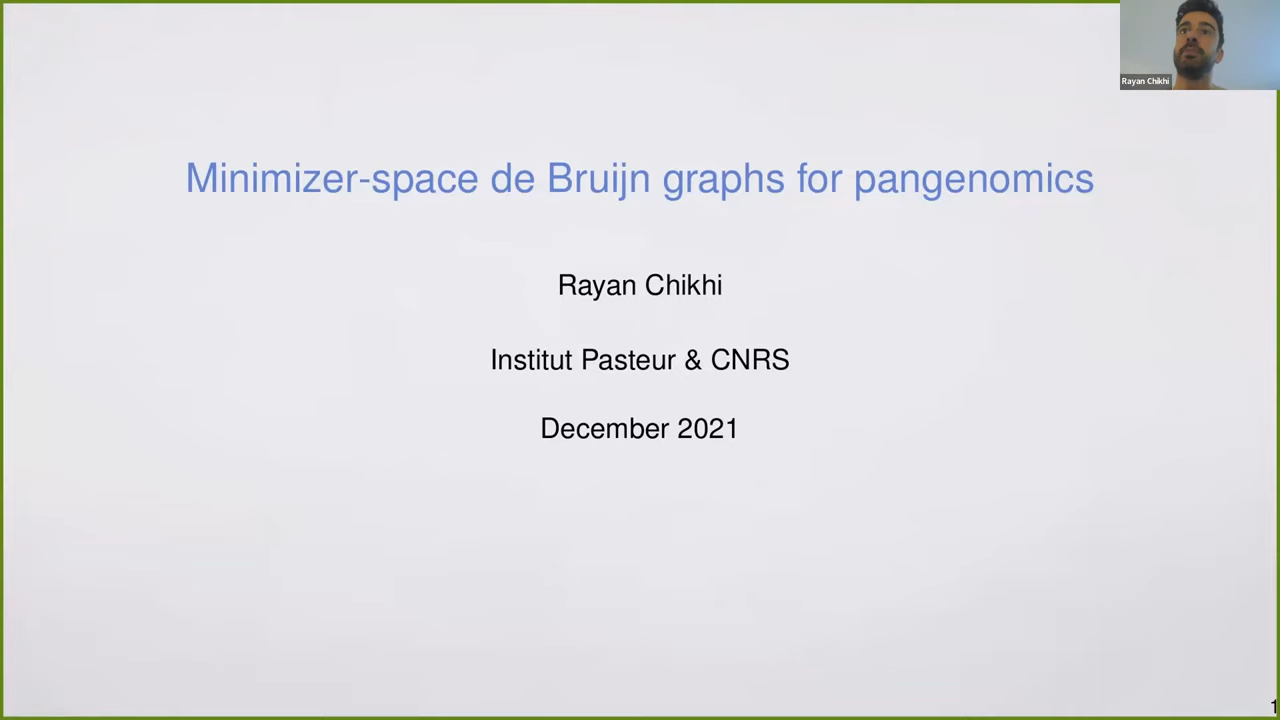 Rayan Chikhi
Minimizer-space de Bruijn graphs for pangenomics
Rayan Chikhi
Institut Pasteur & CNRS
December 2021
1